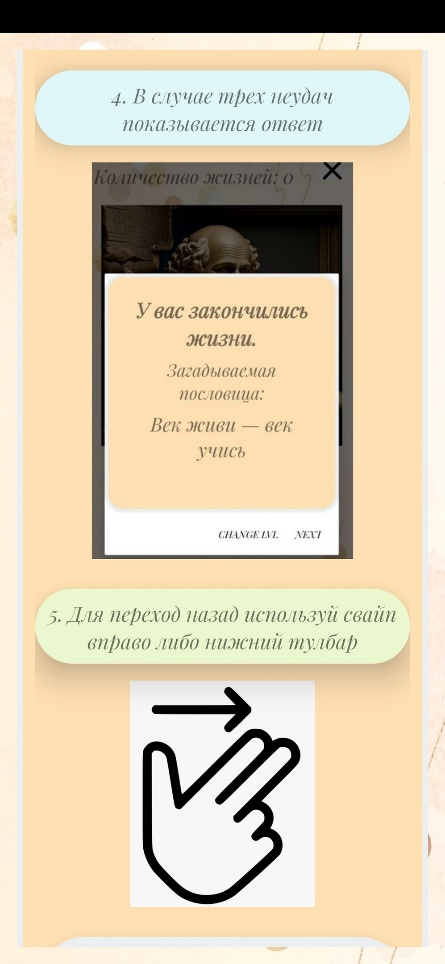 4. В случае трех неудач
показывается ответ
Количество жизней: 0
У вас закончились
жизни.
Загадываемая
пословица:
Век живи — век
учись
CHANGE LVL NEXT
5. Для переход назад используй свайп
вправо либо нижний тулбар